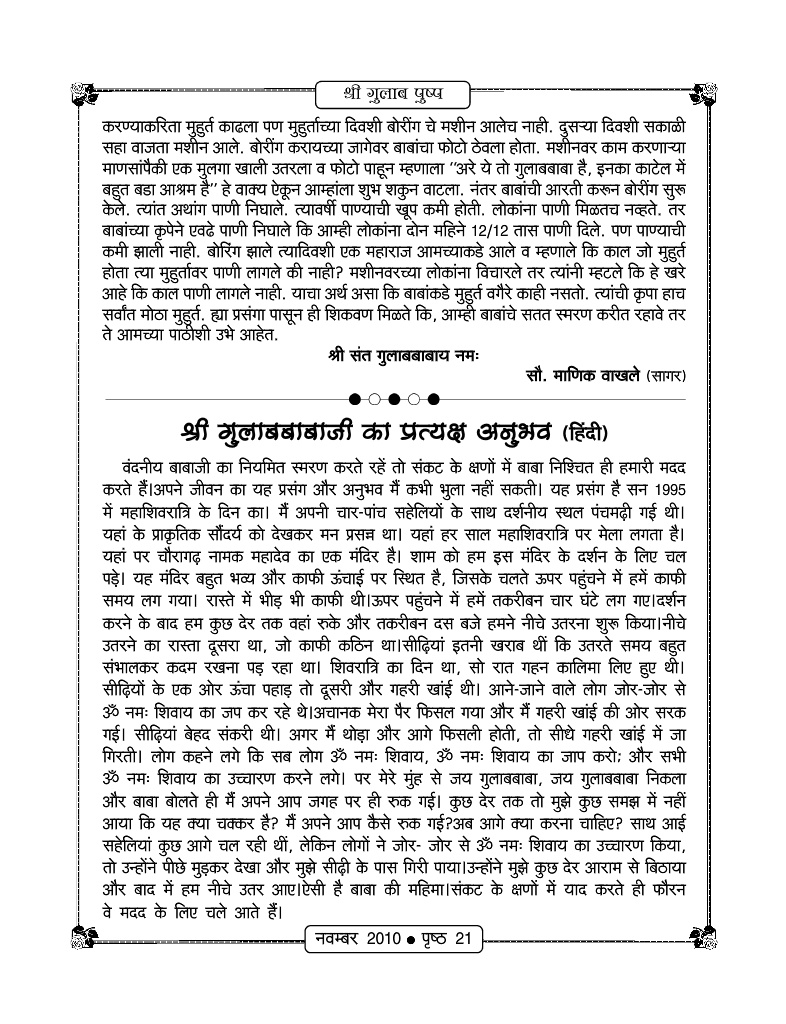 श्री गुलाब पुष्प
करण्याकरिता मुहुर्त काढला पण मुहुर्ताच्या दिवशी बोरींग चे मशीन आलेच नाही. दुसऱ्या दिवशी सकाळी
सहा वाजता मशीन आले. बोरींग करायच्या जागेवर बाबांचा फोटो ठेवला होता. मशीनवर काम करणाऱ्या
माणसांपैकी एक मुलगा खाली उतरला व फोटो पाहून म्हणाला ”अरे ये तो गुलाबबाबा है, इनका काटेल में
बहुत बडा आश्रम है” हे वाक्य ऐकून आम्हांला शुभ शकुन वाटला. नंतर बाबांची आरती करून बोरींग सुरू
केले. त्यांत अथांग पाणी निघाले. त्यावर्षी पाण्याची खूप कमी होती. लोकांना पाणी मिळतच नव्हते. तर
बाबांच्या कृपेने एवढे पाणी निघाले कि आम्ही लोकांना दोन महिने 12/12 तास पाणी दिले. पण पाण्याची
कमी झाली नाही. बोरिंग झाले त्यादिवशी एक महाराज आमच्याकडे आले व म्हणाले कि काल जो मुहुर्त
होता त्या मुहुर्तावर पाणी लागले की नाही? मशीनवरच्या लोकांना विचारले तर त्यांनी म्हटले कि हे खरे
आहे कि काल पाणी लागले नाही. याचा अर्थ असा कि बाबांकडे मुहुर्त वगैरे काही नसतो. त्यांची कृपा हाच
सर्वांत मोठा मुहुर्त. ह्या प्रसंगा पासून ही शिकवण मिळते कि, आम्ही बाबांचे सतत स्मरण करीत रहावे तर
ते आमच्या पाठीशी उभे आहेत.
श्री संत गुलाबबाबाय नमः
सौ. माणिक वाखले (सागर)
श्री गुलाबबाबाजी का प्रत्यक्ष अनुभव (हिंदी)
वंदनीय बाबाजी का नियमित स्मरण करते रहें तो संकट के क्षणों में बाबा निश्चित ही हमारी मदद
करते हैं।अपने जीवन का यह प्रसंग और अनुभव मैं कभी भुला नहीं सकती। यह प्रसंग है सन 1995
में महाशिवरात्रि के दिन का। मैं अपनी चार-पांच सहेलियों के साथ दर्शनीय स्थल पंचमढ़ी गई थी।
यहां के प्राकृतिक सौंदर्य को देखकर मन प्रसन्न था। यहां हर साल महाशिवरात्रि पर मेला लगता है।
यहां पर चौरागढ़ नामक महादेव का एक मंदिर है। शाम को हम इस मंदिर के दर्शन के लिए चल
पड़े। यह मंदिर बहुत भव्य और काफी ऊंचाई पर स्थित है, जिसके चलते ऊपर पहुंचने में हमें काफी
समय लग गया। रास्ते में भीड़ भी काफी थी।ऊपर पहुंचने में हमें तकरीबन चार घंटे लग गए।दर्शन
करने के बाद हम कुछ देर तक वहां रुके और तकरीबन दस बजे हमने नीचे उतरना शुरू किया।नीचे
उतरने का रास्ता दूसरा था, जो काफी कठिन था।सीढ़ियां इतनी खराब थीं कि उतरते समय बहुत
संभालकर कदम रखना पड़ रहा था। शिवरात्रि का दिन था, सो रात गहन कालिमा लिए हुए थी।
सीढ़ियों के एक ओर ऊंचा पहाड़ तो दूसरी और गहरी खांई थी। आने-जाने वाले लोग जोर-जोर से
ॐ नमः शिवाय का जप कर रहे थे।अचानक मेरा पैर फिसल गया और मैं गहरी खांई की ओर सरक
गई। सीढ़ियां बेहद संकरी थी। अगर मैं थोड़ा और आगे फिसली होती, तो सीधे गहरी खांई में जा
गिरती। लोग कहने लगे कि सब लोग ॐ नमः शिवाय, ॐ नमः शिवाय का जाप करो; और सभी
ॐ नमः शिवाय का उच्चारण करने लगे। पर मेरे मुंह से जय गुलाबबाबा, जय गुलाबबाबा निकला
और बाबा बोलते ही मैं अपने आप जगह पर ही रुक गई। कुछ देर तक तो मुझे कुछ समझ में नहीं
आया कि यह क्या चक्कर है? मैं अपने आप कैसे रुक गई?अब आगे क्या करना चाहिए? साथ आई
सहेलियां कुछ आगे चल रही थीं, लेकिन लोगों ने जोर- जोर से ॐ नमः शिवाय का उच्चारण किया,
तो उन्होंने पीछे मुड़कर देखा और मुझे सीढ़ी के पास गिरी पाया।उन्होंने मुझे कुछ देर आराम से बिठाया
और बाद में हम नीचे उतर आए।ऐसी है बाबा की महिमा।संकट के क्षणों में याद करते ही फौरन
वे मदद के लिए चले आते हैं।
नवम्बर 2010 ● पृष्ठ 21